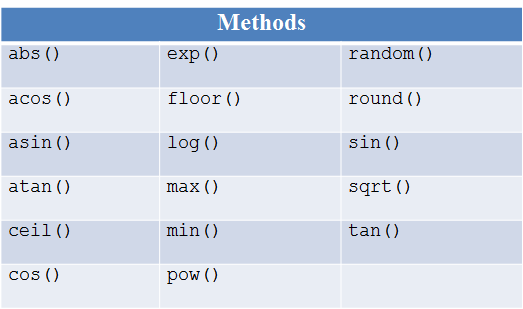 Methods
abs() exp() random()
acos() floor() round()
asin() log() sin()
atan() max() sqrt()
ceil() min() tan()
cos() pow()